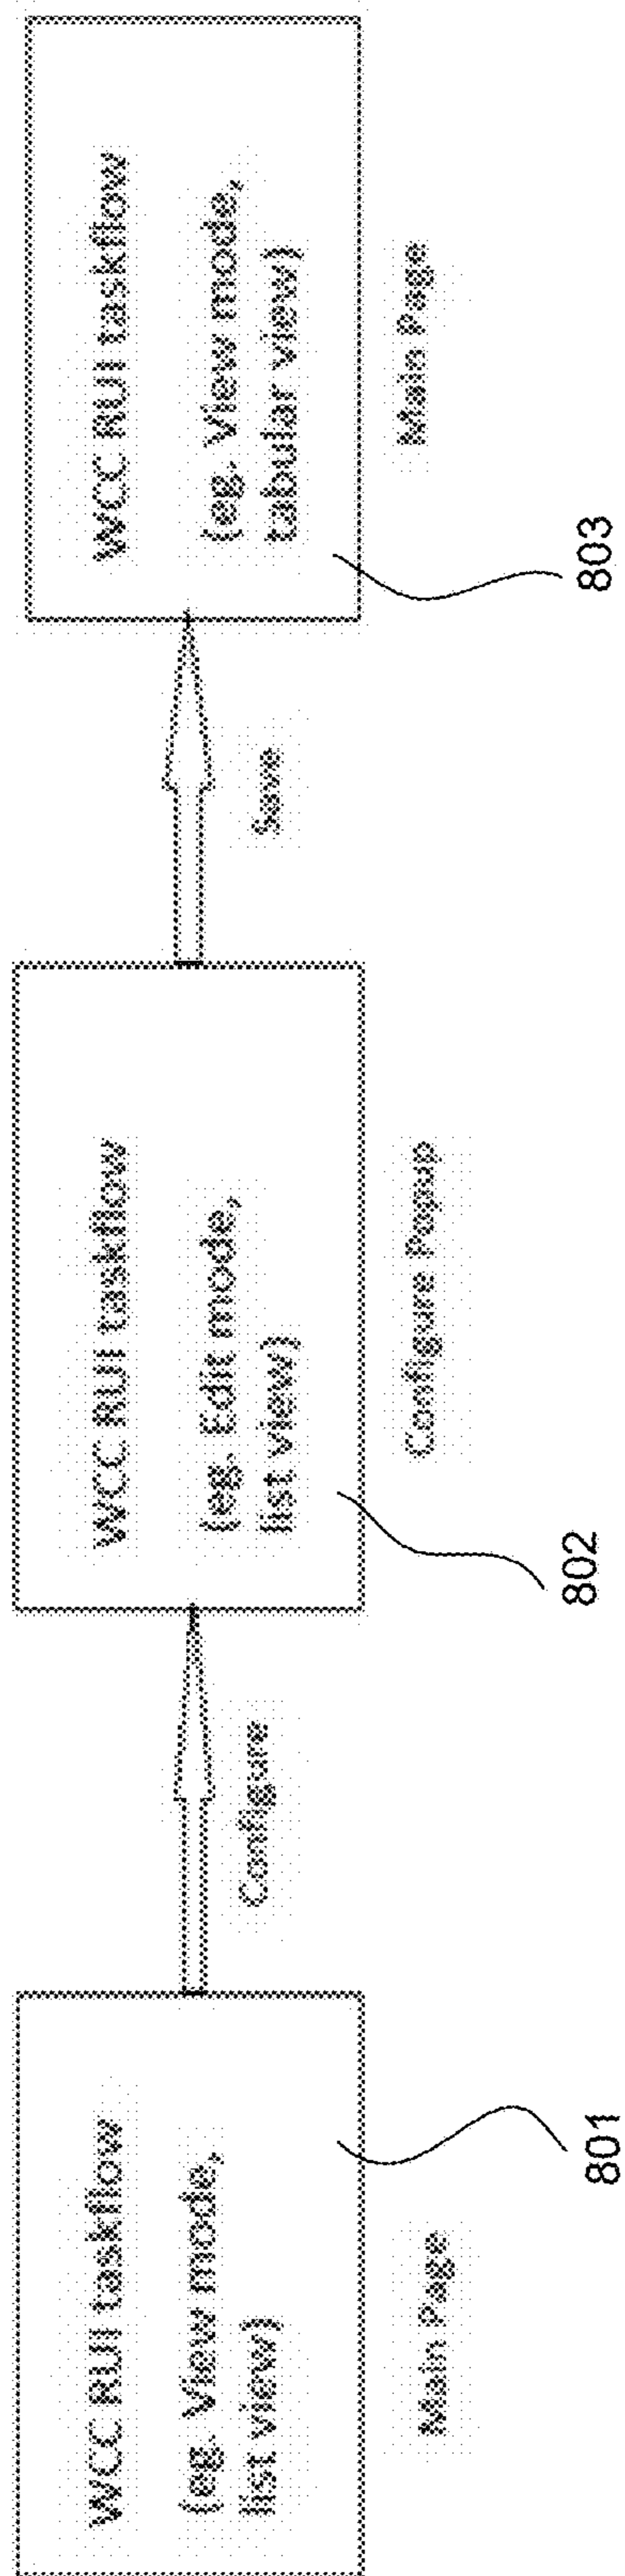 WCC RUI taskflow
(eg. View mode,
list view)
Main Page
801
Configure
WCC RUI taskflow
(eg. Edit mode,
list view)
Configure Popup
802
Save
WCC RUI taskflow
(eg. View mode,
tabular view)
Main Page
803